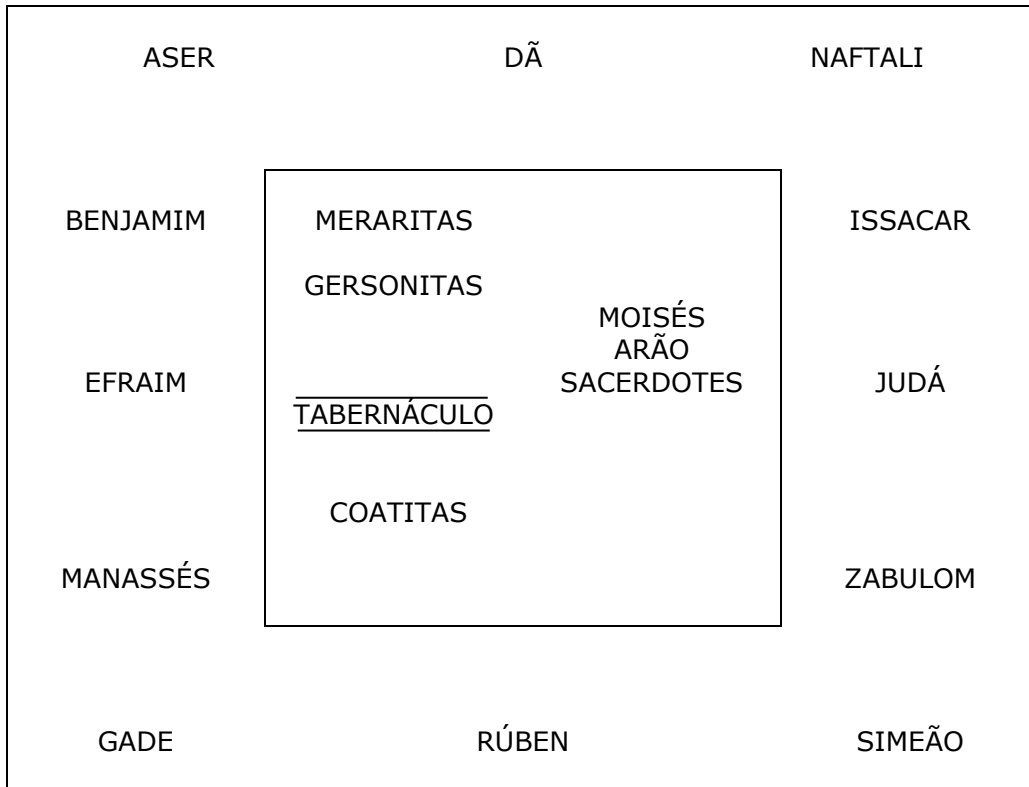 ASER DÃ NAFTALI
BENJAMIM MERARITAS ISSACAR
GERSONITAS
MOISÉS
ARÃO
EFRAIM SACERDOTES JUDÁ
TABERNÁCULO
COATITAS
MANASSÉS ZABULOM
GADE RÚBEN SIMEÃO